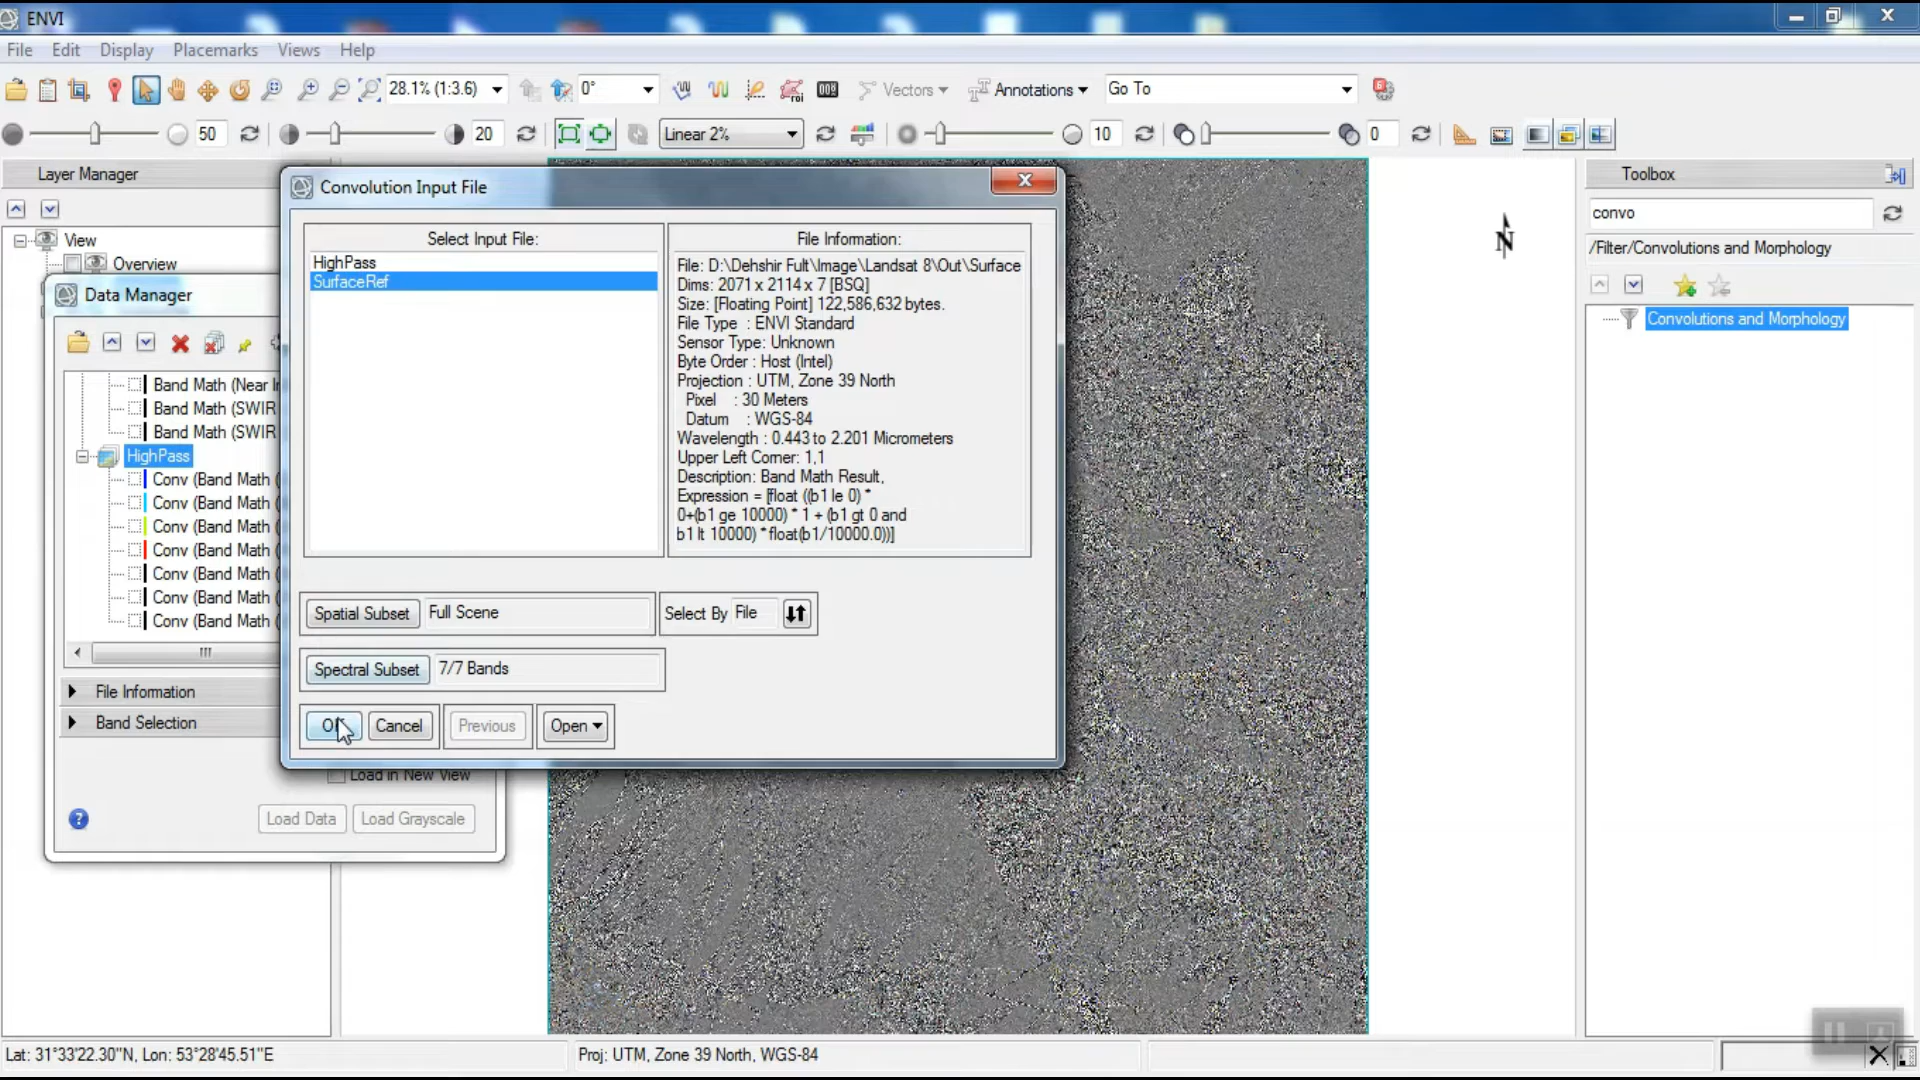 ENVI
File Edit Display Placemarks Views Help
28.1% (1:3.6) 0° roi Vectors Annotations Go To
50 20 Linear 2% 10 0
Layer Manager
View
Overview
Data Manager
Band Math (Near I
Band Math (SWIR
Band Math (SWIR
HighPass
Conv (Band Math (
Conv (Band Math (
Conv (Band Math (
Conv (Band Math (
Conv (Band Math (
Conv (Band Math (
Conv (Band Math (
File Information
Band Selection
Load in New View
Load Data Load Grayscale
Convolution Input File
Select Input File:
HighPass
SurfaceRef
File Information:
File: D:\Dehshir Fult\Image\Landsat 8\Out\Surface
Dims: 2071 x 2114 x 7 [BSQ]
Size: [Floating Point] 122,586,632 bytes.
File Type : ENVI Standard
Sensor Type: Unknown
Byte Order : Host (Intel)
Projection : UTM, Zone 39 North
Pixel : 30 Meters
Datum : WGS-84
Wavelength : 0.443 to 2.201 Micrometers
Upper Left Corner: 1,1
Description: Band Math Result,
Expression = [float ((b1 le 0) *
0+(b1 ge 10000) * 1 + (b1 gt 0 and
b1 lt 10000) * float(b1/10000.0))]
Spatial Subset Full Scene Select By File
Spectral Subset 7/7 Bands
OK Cancel Previous Open
N
Toolbox
convo
/Filter/Convolutions and Morphology
Convolutions and Morphology
Lat: 31°33'22.30"N, Lon: 53°28'45.51"E Proj: UTM, Zone 39 North, WGS-84